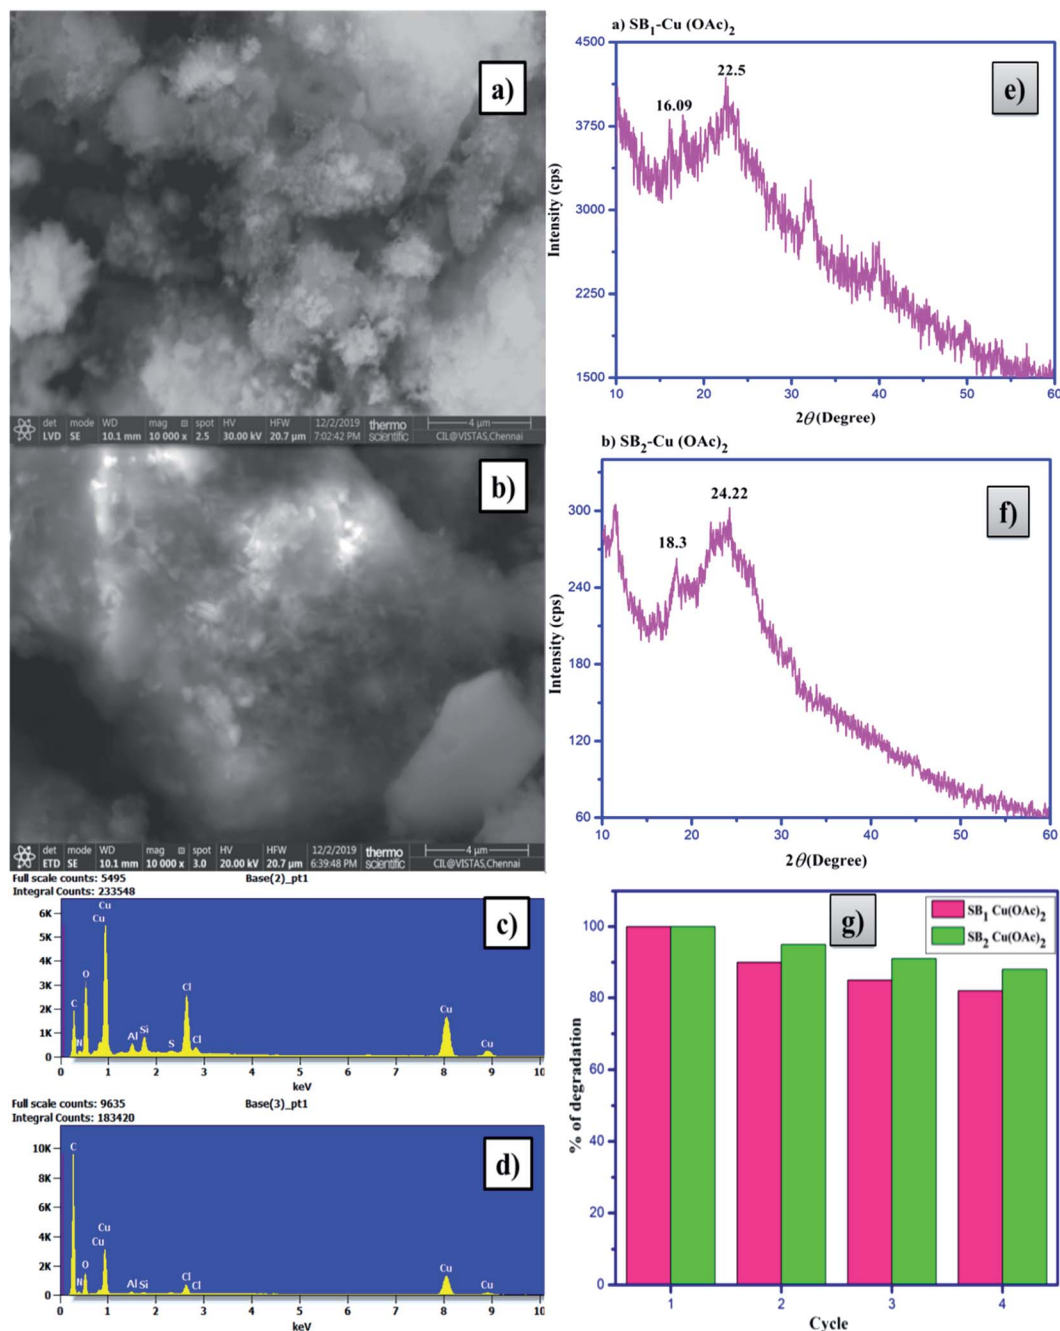 a)
det mode WD mag spot HV HFW 12/2/2019 thermo 4 µm
LVD SE 10.1 mm 10 000 x 2.5 30.00 kV 20.7 µm 7:02:42 PM scientific CIL@VISTAS,Chennai
b)
det mode WD mag spot HV HFW 12/2/2019 thermo 4 µm
ETD SE 10.1 mm 10 000 x 3.0 20.00 kV 20.7 µm 6:39:48 PM scientific CIL@VISTAS,Chennai
Full scale counts: 5495 Base(2)_pt1
Integral Counts: 233548
c)
6K
5K
4K
3K
2K
1K
0
C N O Cu Cu Al Si S Cl Cl Cu Cu
0 1 2 3 4 5 6 7 8 9 10
keV
Full scale counts: 9635 Base(3)_pt1
Integral Counts: 183420
d)
10K
8K
6K
4K
2K
0
C N O Cu Cu Al Si Cl Cl Cu Cu
0 1 2 3 4 5 6 7 8 9 10
keV
a) SB1-Cu (OAc)2
e)
4500
3750
3000
2250
1500
Intensity (cps)
16.09
22.5
10 20 30 40 50 60
2θ(Degree)
b) SB2-Cu (OAc)2
f)
300
240
180
120
60
Intensity (cps)
18.3
24.22
10 20 30 40 50 60
2θ(Degree)
g)
SB1 Cu(OAc)2
SB2 Cu(OAc)2
100
80
60
40
20
0
% of degradation
1 2 3 4
Cycle